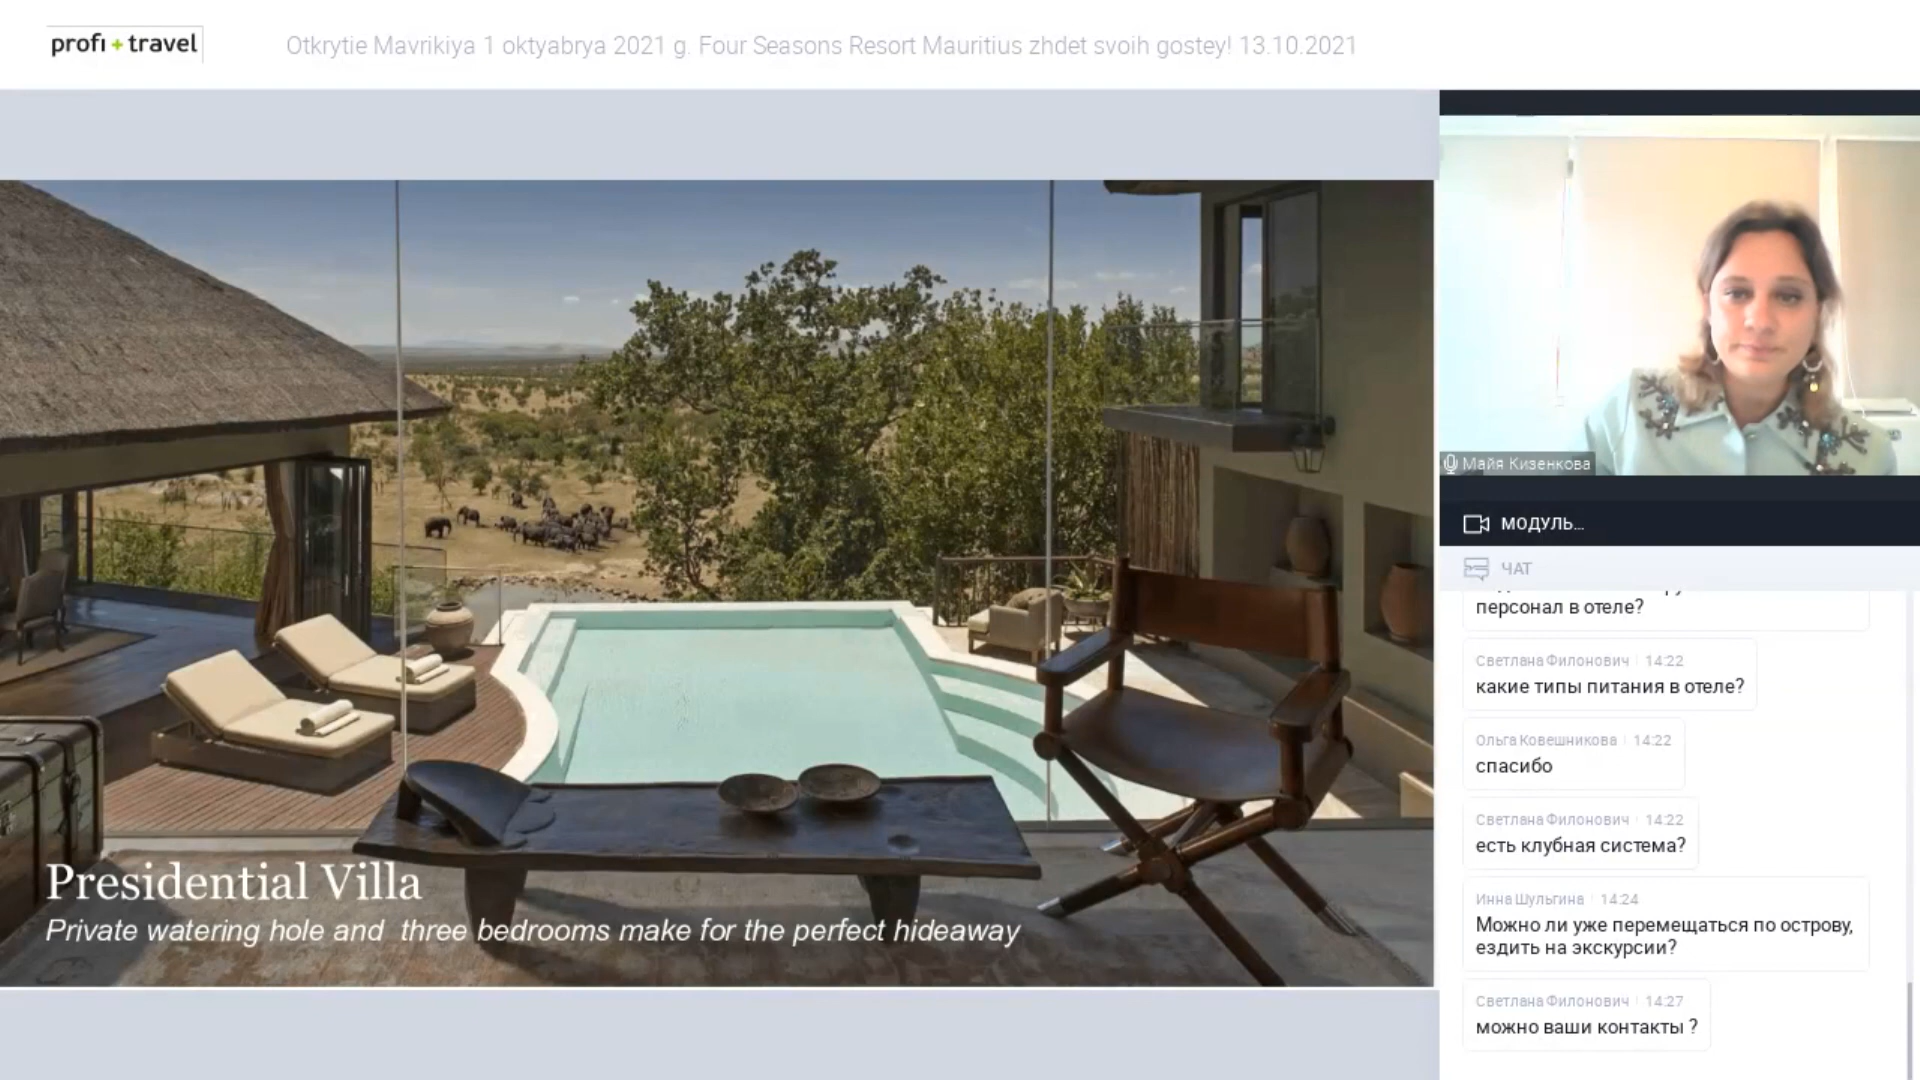 profi + travel
Otkrytie Mavrikiya 1 oktyabrya 2021 g. Four Seasons Resort Mauritius zhdet svoih gostey! 13.10.2021
Presidential Villa
Private watering hole and three bedrooms make for the perfect hideaway
Майя Кизенкова
МОДУЛЬ...
ЧАТ
персонал в отеле?
Светлана Филонович 14:22
какие типы питания в отеле?
Ольга Ковешникова 14:22
спасибо
Светлана Филонович 14:22
есть клубная система?
Инна Шульгина 14:24
Можно ли уже перемещаться по острову,
ездить на экскурсии?
Светлана Филонович 14:27
можно ваши контакты ?